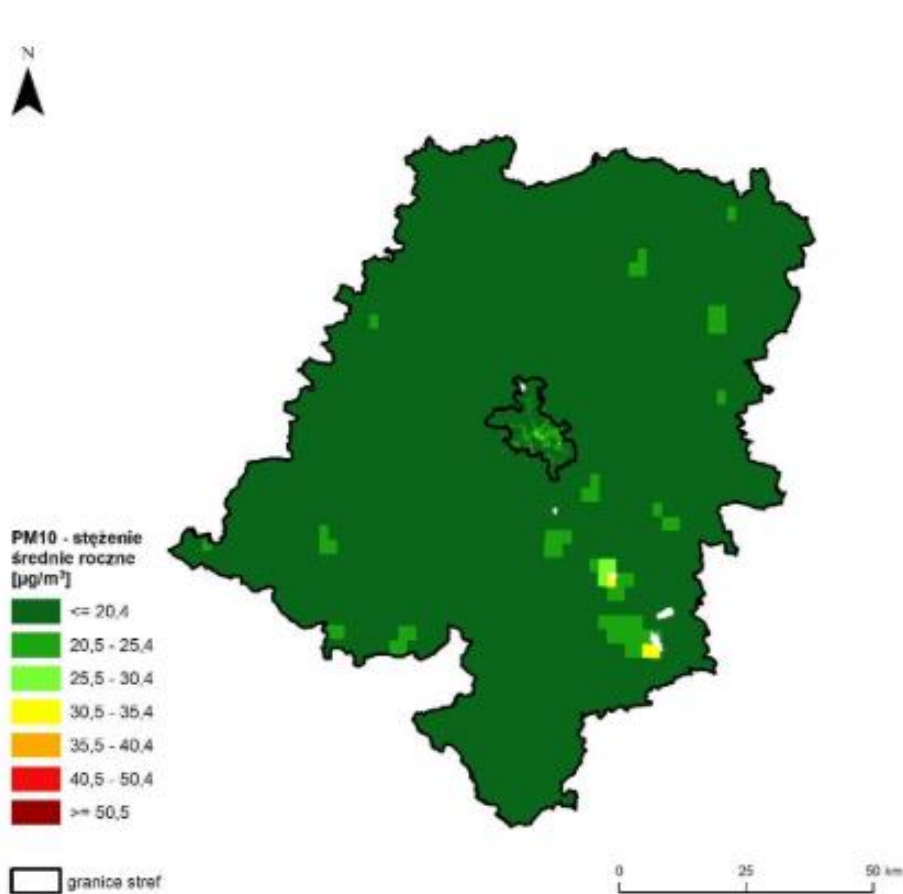 N
PM10 - stężenie
średnie roczne
[µg/m³]
<= 20,4
20,5 - 25,4
25,5 - 30,4
30,5 - 35,4
35,5 - 40,4
40,5 - 50,4
>= 50,5
granice stref
0 25 50 km